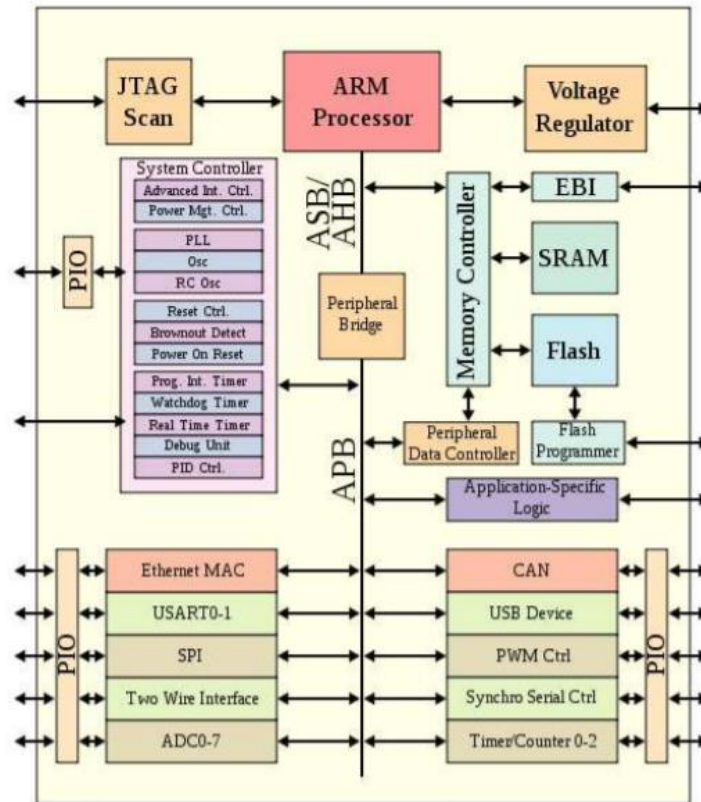 JTAG
Scan
ARM
Processor
Voltage
Regulator
System Controller
Advanced Int. Ctrl.
Power Mgt. Ctrl.
PLL
Osc
RC Osc
Reset Ctrl.
Brownout Detect
Power On Reset
Prog. Int. Timer
Watchdog Timer
Real Time Timer
Debug Unit
PID Ctrl.
PIO
ASB/
AHB
Peripheral
Bridge
APB
Memory Controller
EBI
SRAM
Flash
Peripheral
Data Controller
Flash
Programmer
Application-Specific
Logic
PIO
Ethernet MAC
USART0-1
SPI
Two Wire Interface
ADC0-7
CAN
USB Device
PWM Ctrl
Synchro Serial Ctrl
Timer/Counter 0-2
PIO